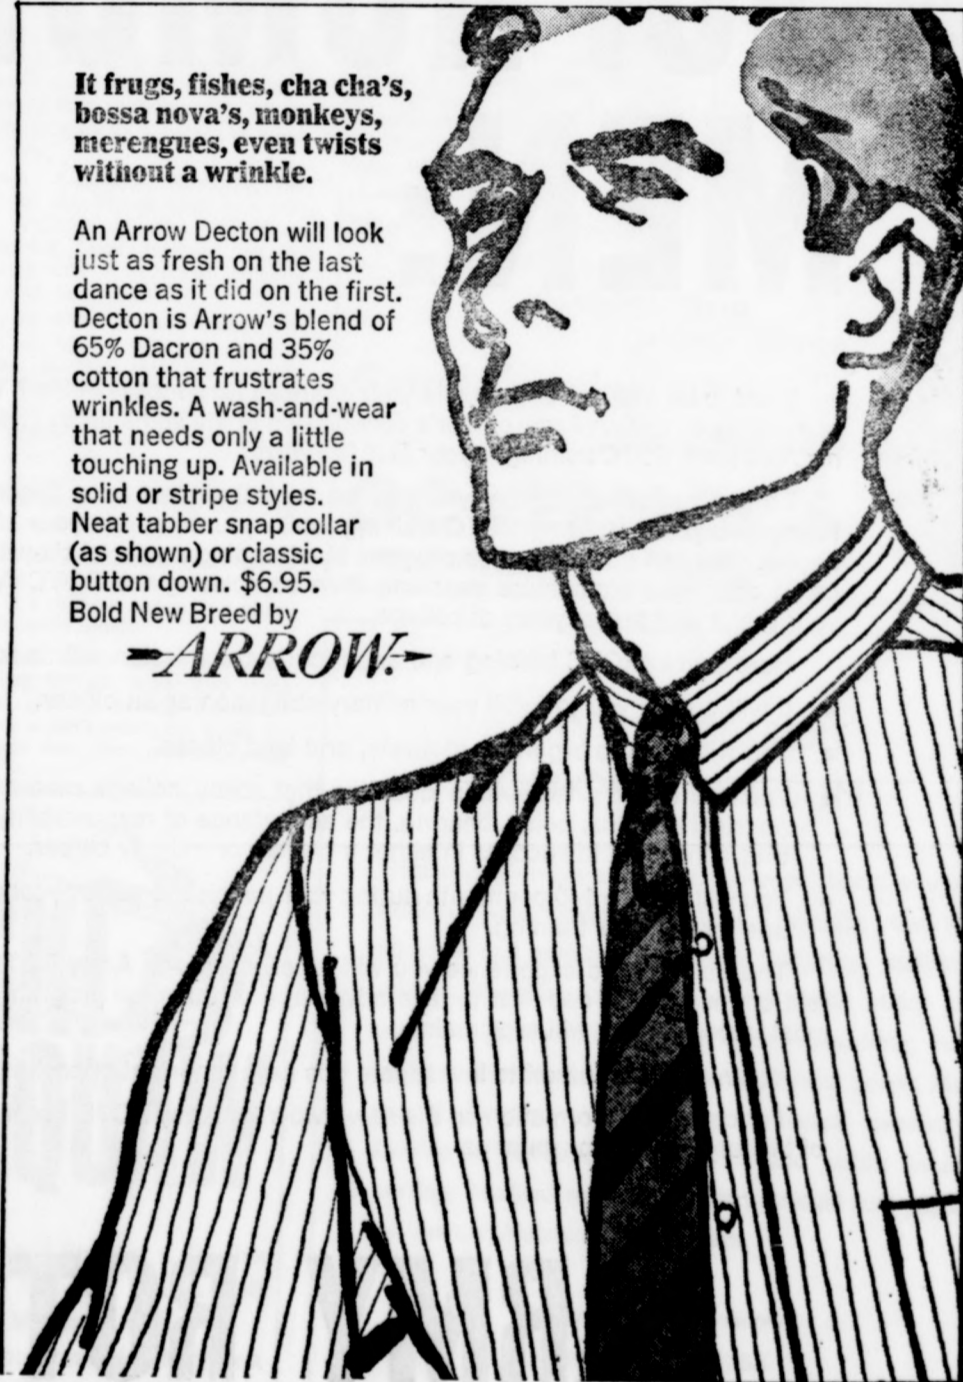 It frugs, fishes, cha cha's,
bossa nova's, monkeys,
merengues, even twists
without a wrinkle.
An Arrow Decton will look
just as fresh on the last
dance as it did on the first.
Decton is Arrow's blend of
65% Dacron and 35%
cotton that frustrates
wrinkles. A wash-and-wear
that needs only a little
touching up. Available in
solid or stripe styles.
Neat tabber snap collar
(as shown) or classic
button down. $6.95.
Bold New Breed by
ARROW.